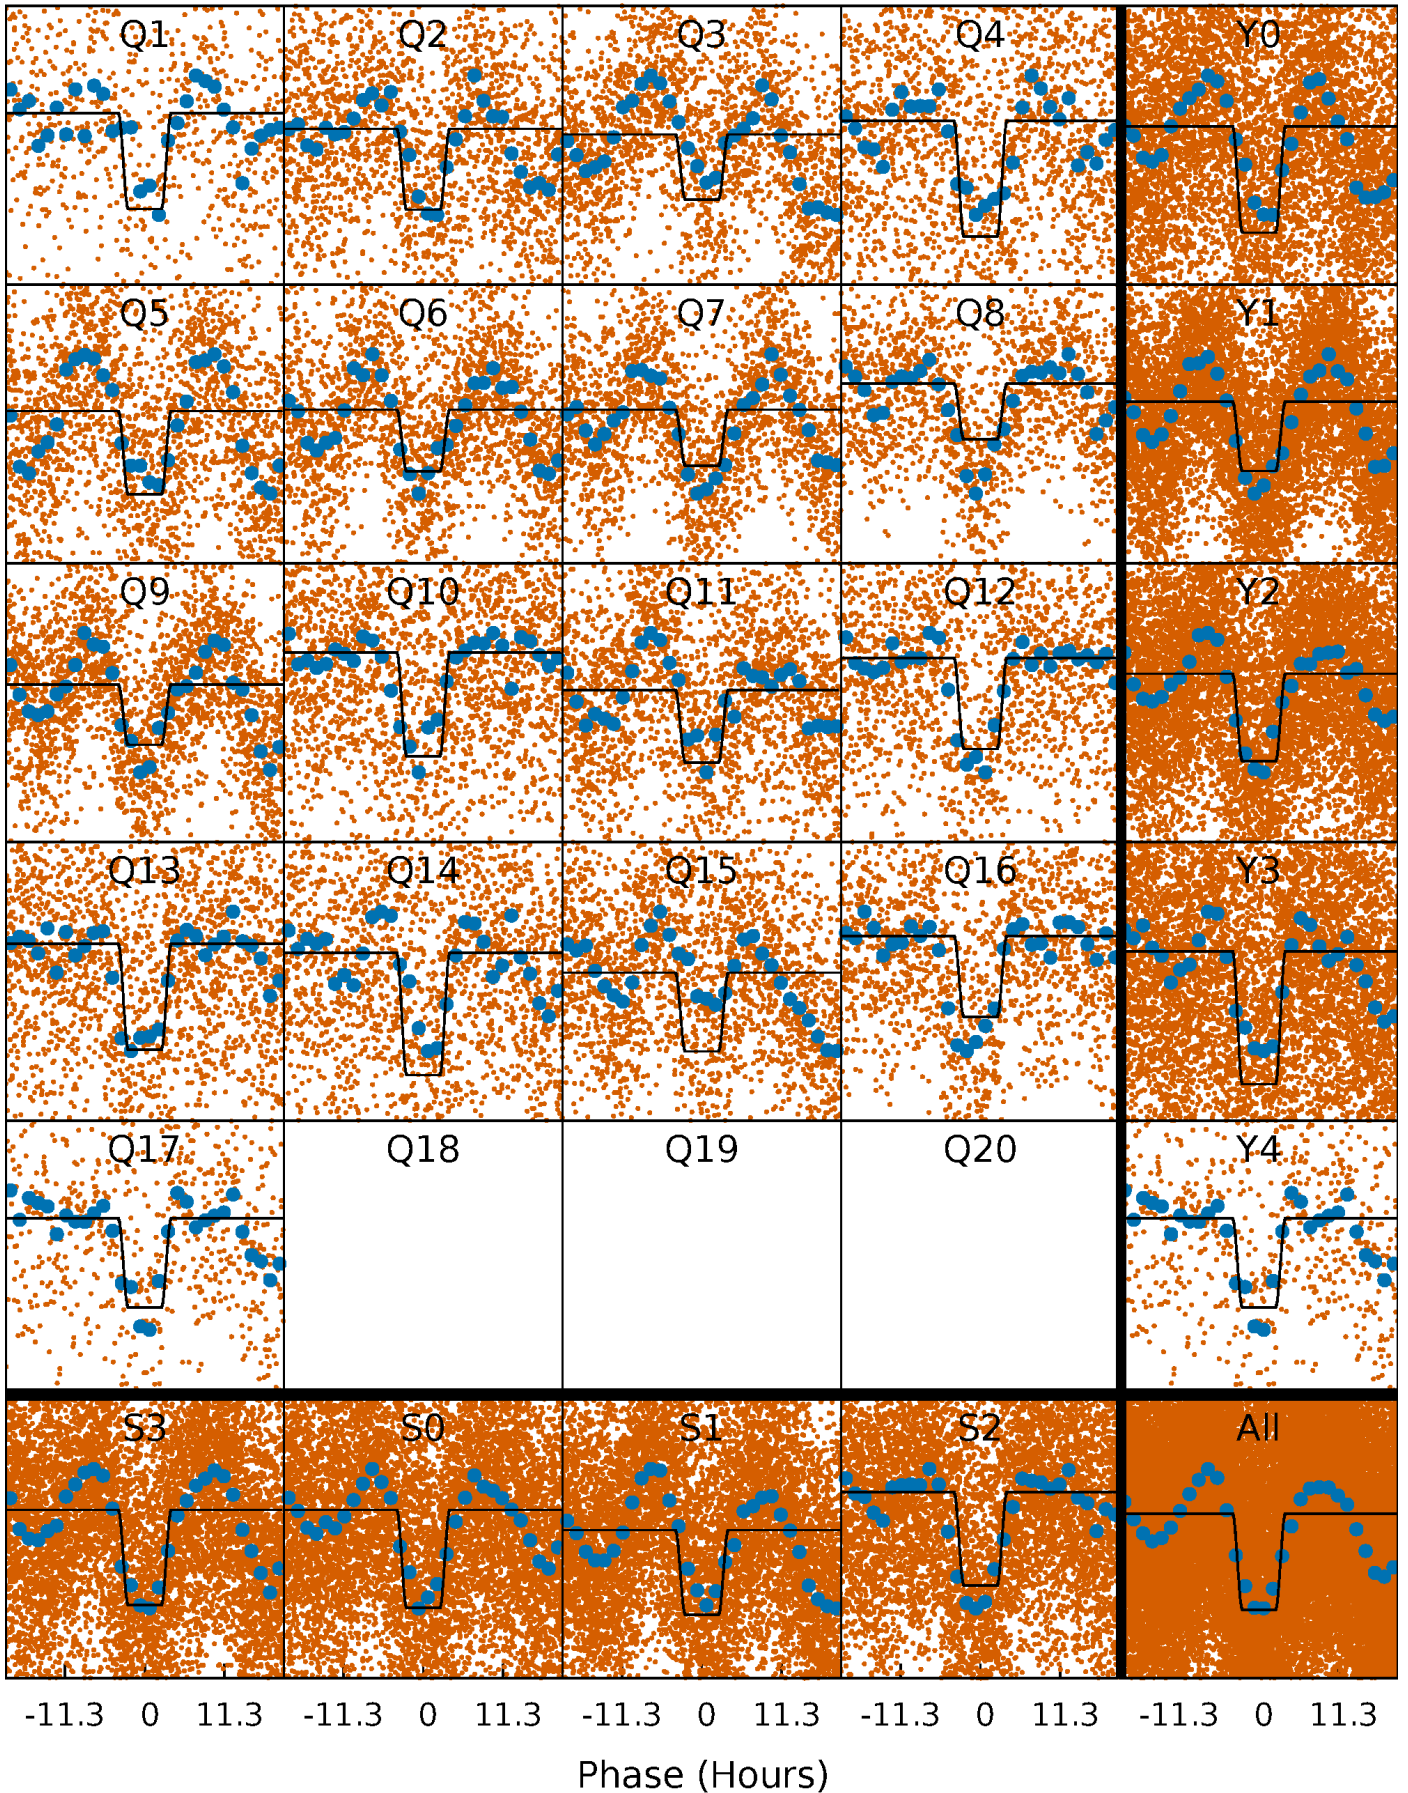 Q1 Q2 Q3 Q4 Y0
Q5 Q6 Q7 Q8 Y1
Q9 Q10 Q11 Q12 Y2
Q13 Q14 Q15 Q16 Y3
Q17 Q18 Q19 Q20 Y4
S3 S0 S1 S2 All
-11.3 0 11.3 -11.3 0 11.3 -11.3 0 11.3 -11.3 0 11.3 -11.3 0 11.3
Phase (Hours)